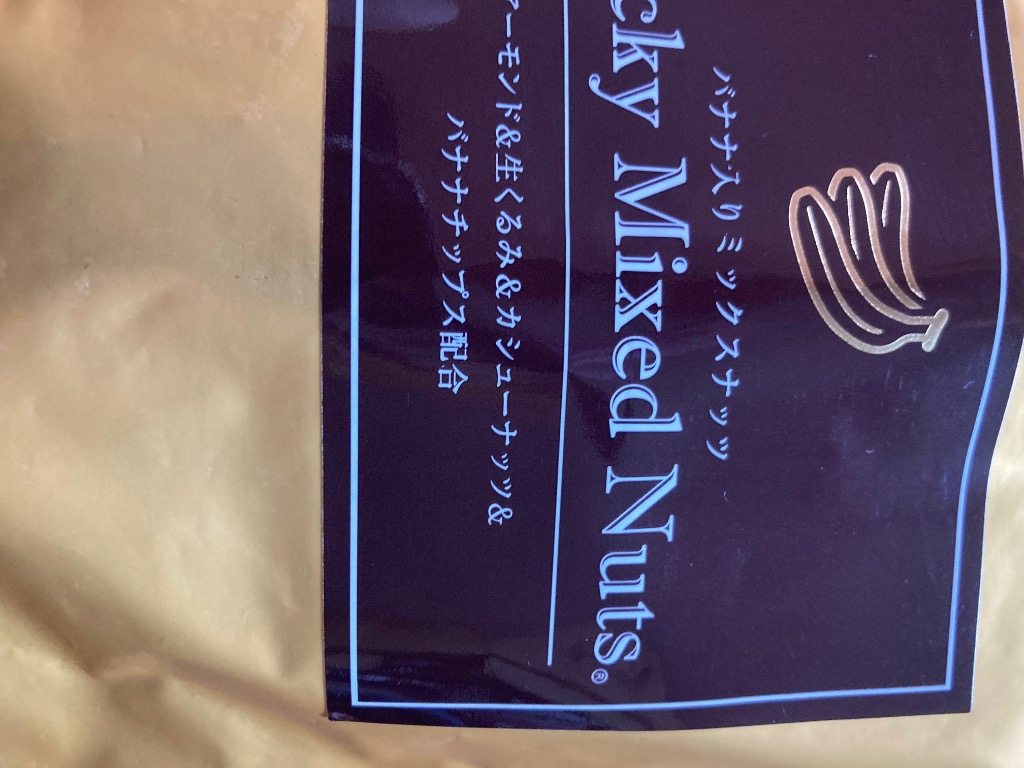 バナナ入りミックスナッツ
cky Mixed Nuts®
アーモンド&生くるみ&カシューナッツ&
バナナチップス配合